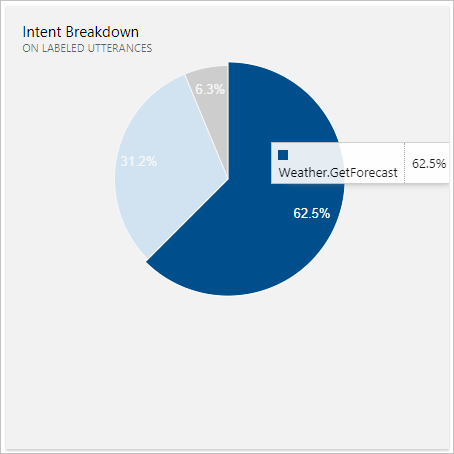 Intent Breakdown
ON LABELED UTTERANCES
6.3%
31.2%
Weather.GetForecast 62.5%
62.5%